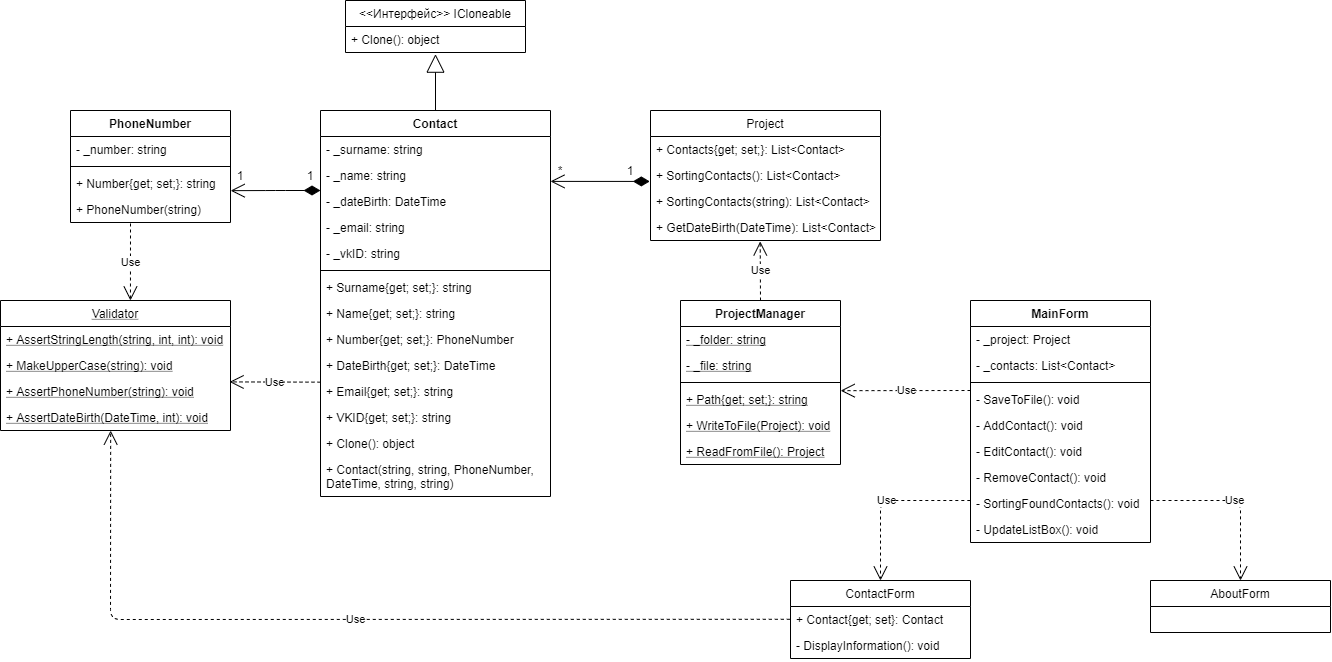 <<Интерфейс>> ICloneable
+ Clone(): object
PhoneNumber
- _number: string
+ Number{get; set;}: string
+ PhoneNumber(string)
1
1
Contact
- _surname: string
- _name: string
- _dateBirth: DateTime
- _email: string
- _vkID: string
+ Surname{get; set;}: string
+ Name{get; set;}: string
+ Number{get; set;}: PhoneNumber
+ DateBirth{get; set;}: DateTime
+ Email{get; set;}: string
+ VKID{get; set;}: string
+ Clone(): object
+ Contact(string, string, PhoneNumber,
DateTime, string, string)
*
1
Project
+ Contacts{get; set;}: List<Contact>
+ SortingContacts(): List<Contact>
+ SortingContacts(string): List<Contact>
+ GetDateBirth(DateTime): List<Contact>
Use
Use
Validator
+ AssertStringLength(string, int, int): void
+ MakeUpperCase(string): void
+ AssertPhoneNumber(string): void
+ AssertDateBirth(DateTime, int): void
Use
ProjectManager
- _folder: string
- _file: string
+ Path{get; set;}: string
+ WriteToFile(Project): void
+ ReadFromFile(): Project
Use
MainForm
- _project: Project
- _contacts: List<Contact>
- SaveToFile(): void
- AddContact(): void
- EditContact(): void
- RemoveContact(): void
- SortingFoundContacts(): void
- UpdateListBox(): void
Use
Use
Use
ContactForm
+ Contact{get; set}: Contact
- DisplayInformation(): void
AboutForm